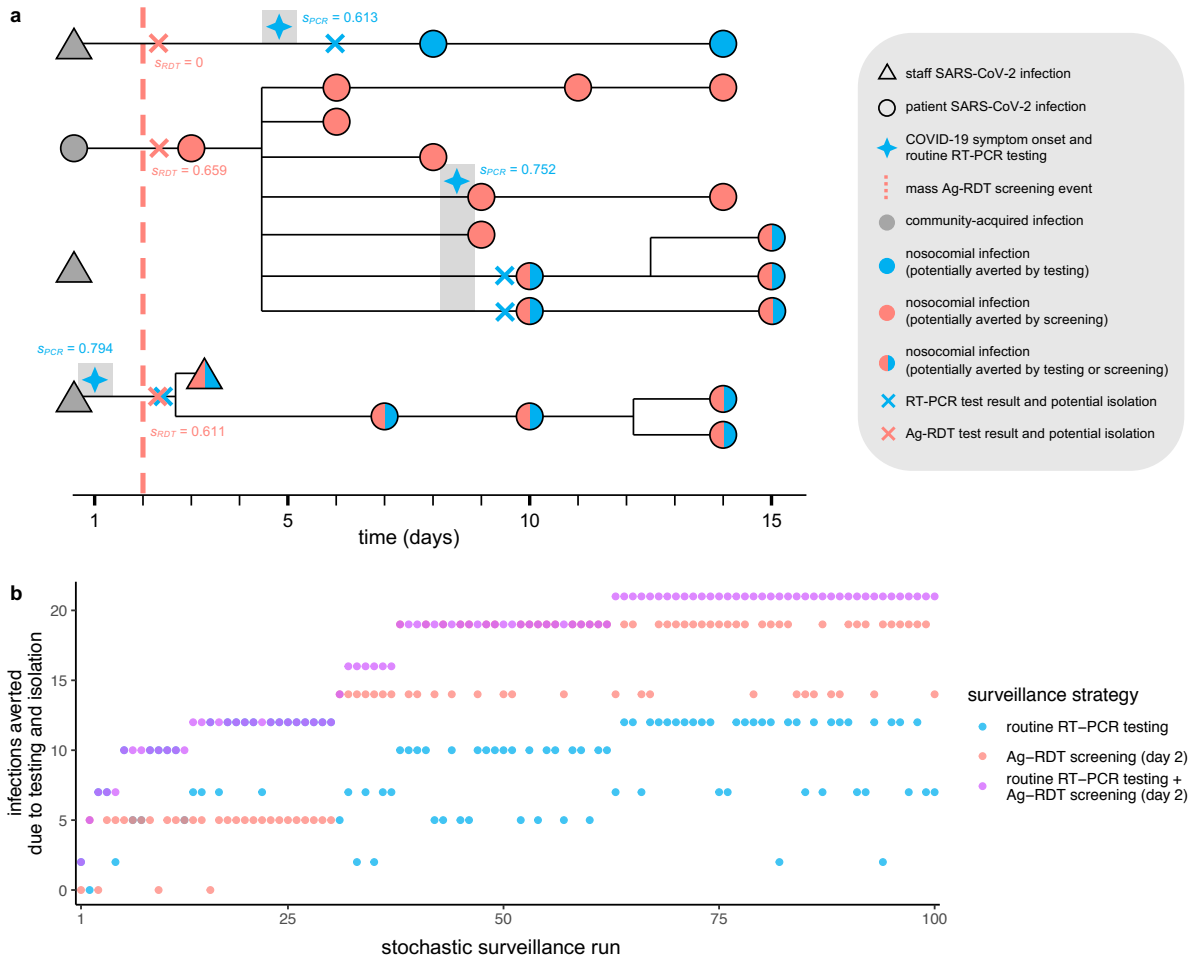 a
sPCR = 0.613
sRDT = 0
sRDT = 0.659
sPCR = 0.752
sPCR = 0.794
sRDT = 0.611
1
5
10
15
time (days)
staff SARS-CoV-2 infection
patient SARS-CoV-2 infection
COVID-19 symptom onset and
routine RT-PCR testing
mass Ag-RDT screening event
community-acquired infection
nosocomial infection
(potentially averted by testing)
nosocomial infection
(potentially averted by screening)
nosocomial infection
(potentially averted by testing or screening)
RT-PCR test result and potential isolation
Ag-RDT test result and potential isolation
b
infections averted
due to testing and isolation
20
15
10
5
0
1
25
50
75
100
stochastic surveillance run
surveillance strategy
routine RT−PCR testing
Ag−RDT screening (day 2)
routine RT−PCR testing +
Ag−RDT screening (day 2)